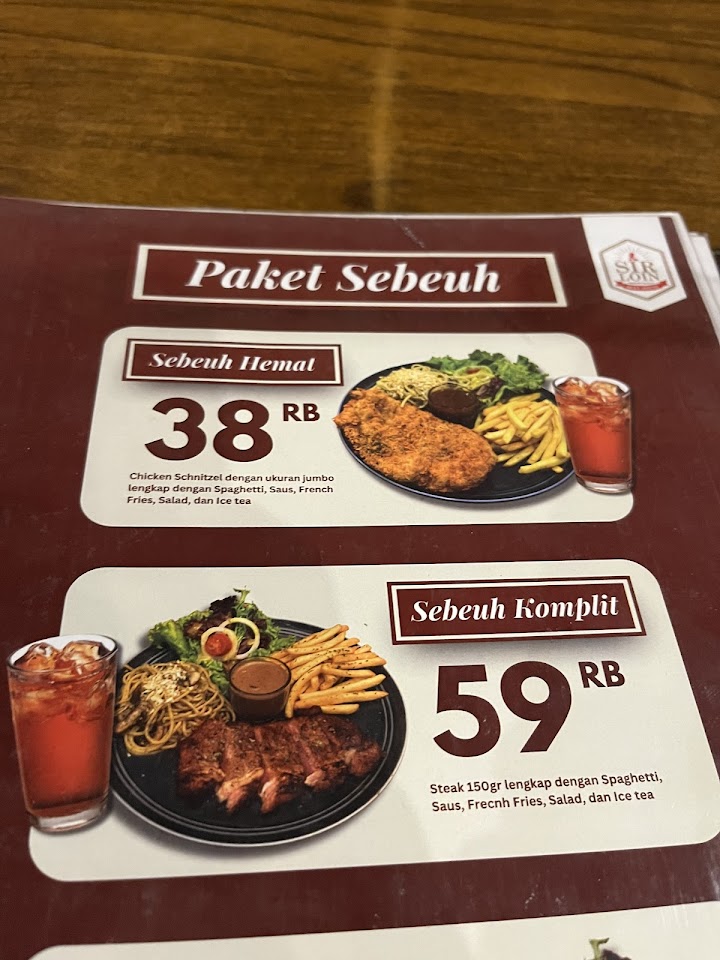 Paket Sebeuh
SIR
LOIN
Sebeuh Hemat
38 RB
Chicken Schnitzel dengan ukuran jumbo
lengkap dengan Spaghetti, Saus, French
Fries, Salad, dan Ice tea
Sebeuh Komplit
59 RB
Steak 150gr lengkap dengan Spaghetti,
Saus, Frecnh Fries, Salad, dan Ice tea